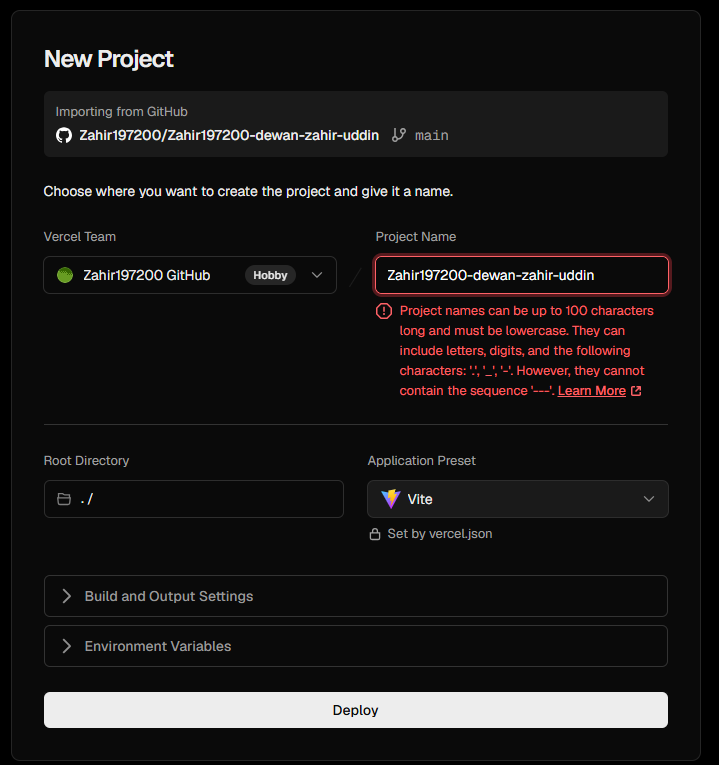 New Project
Importing from GitHub
Zahir197200/Zahir197200-dewan-zahir-uddin main
Choose where you want to create the project and give it a name.
Vercel Team
Project Name
Zahir197200 GitHub Hobby
Zahir197200-dewan-zahir-uddin
Project names can be up to 100 characters
long and must be lowercase. They can
include letters, digits, and the following
characters: '.', '_', '-'. However, they cannot
contain the sequence '---'. Learn More
Root Directory
Application Preset
./
Vite
Set by vercel.json
Build and Output Settings
Environment Variables
Deploy